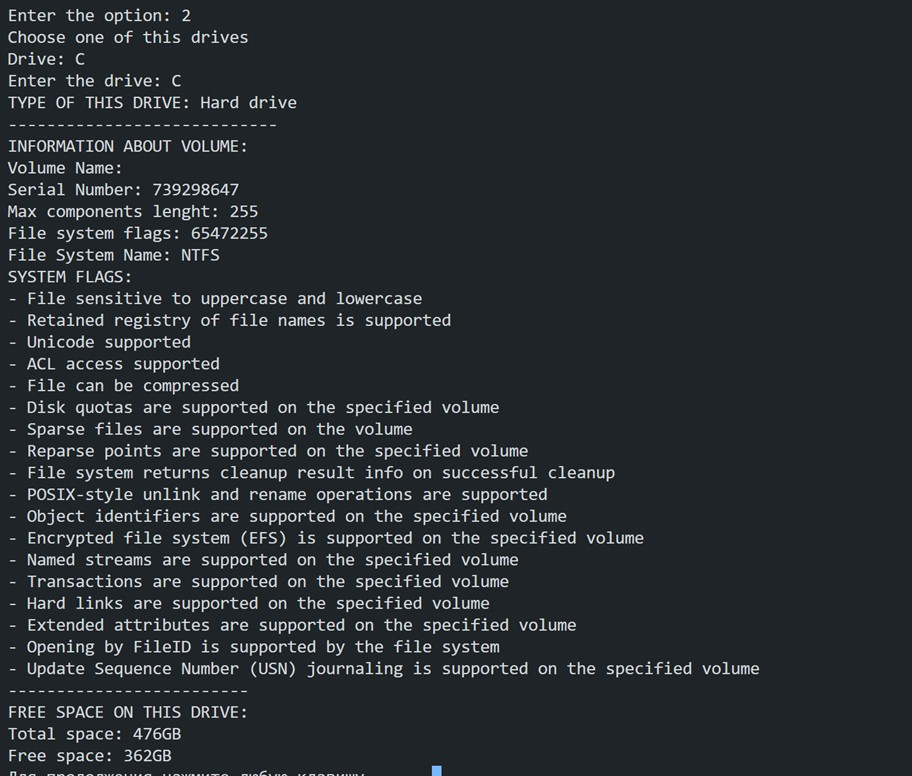 Enter the option: 2
Choose one of this drives
Drive: C
Enter the drive: C
TYPE OF THIS DRIVE: Hard drive
----------------------------
INFORMATION ABOUT VOLUME:
Volume Name:
Serial Number: 739298647
Max components lenght: 255
File system flags: 65472255
File System Name: NTFS
SYSTEM FLAGS:
- File sensitive to uppercase and lowercase
- Retained registry of file names is supported
- Unicode supported
- ACL access supported
- File can be compressed
- Disk quotas are supported on the specified volume
- Sparse files are supported on the volume
- Reparse points are supported on the specified volume
- File system returns cleanup result info on successful cleanup
- POSIX-style unlink and rename operations are supported
- Object identifiers are supported on the specified volume
- Encrypted file system (EFS) is supported on the specified volume
- Named streams are supported on the specified volume
- Transactions are supported on the specified volume
- Hard links are supported on the specified volume
- Extended attributes are supported on the specified volume
- Opening by FileID is supported by the file system
- Update Sequence Number (USN) journaling is supported on the specified volume
-------------------------
FREE SPACE ON THIS DRIVE:
Total space: 476GB
Free space: 362GB